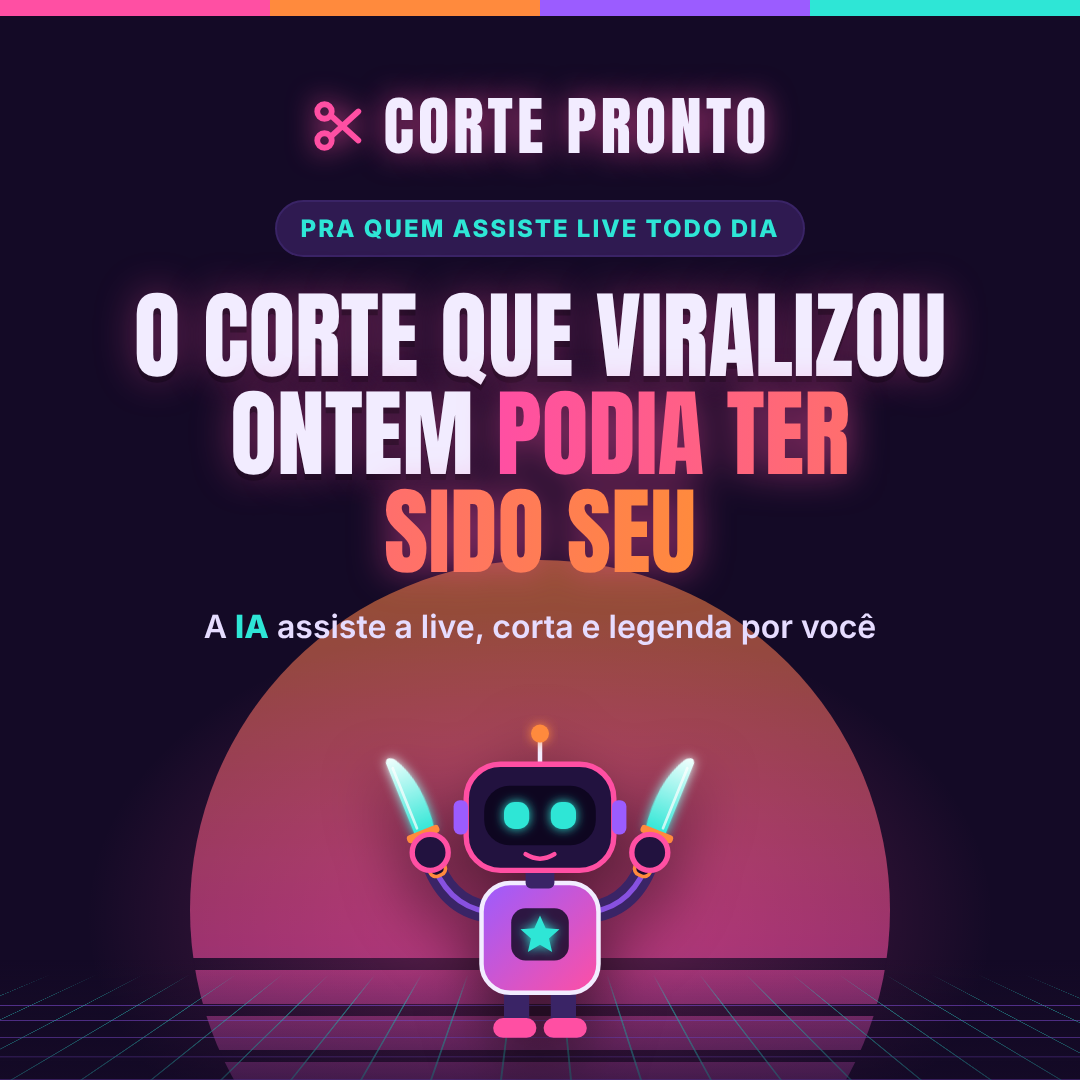 CORTE PRONTO
PRA QUEM ASSISTE LIVE TODO DIA
O CORTE QUE VIRALIZOU
ONTEM PODIA TER
SIDO SEU
A IA assiste a live, corta e legenda por você